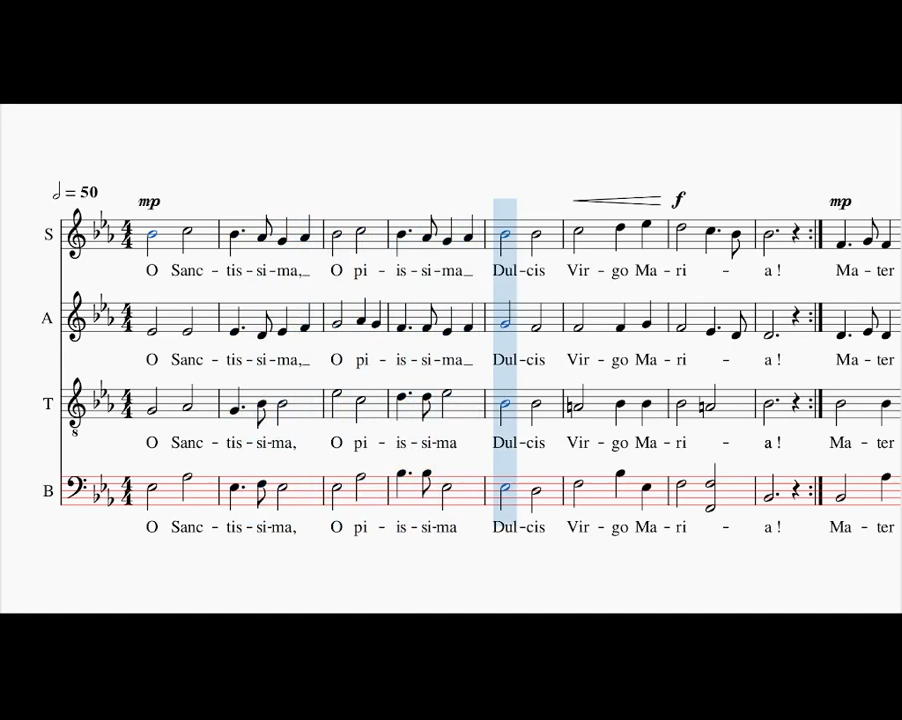 𝅗𝅥 = 50
mp f mp
S
O Sanc - tis - si - ma,_ O pi - is - si - ma_ Dul - cis Vir - go Ma - ri - a ! Ma - ter
A
O Sanc - tis - si - ma,_ O pi - is - si - ma_ Dul - cis Vir - go Ma - ri - a ! Ma - ter
T
O Sanc - tis - si - ma, O pi - is - si - ma Dul - cis Vir - go Ma - ri - a ! Ma - ter
B
O Sanc - tis - si - ma, O pi - is - si - ma Dul - cis Vir - go Ma - ri - a ! Ma - ter